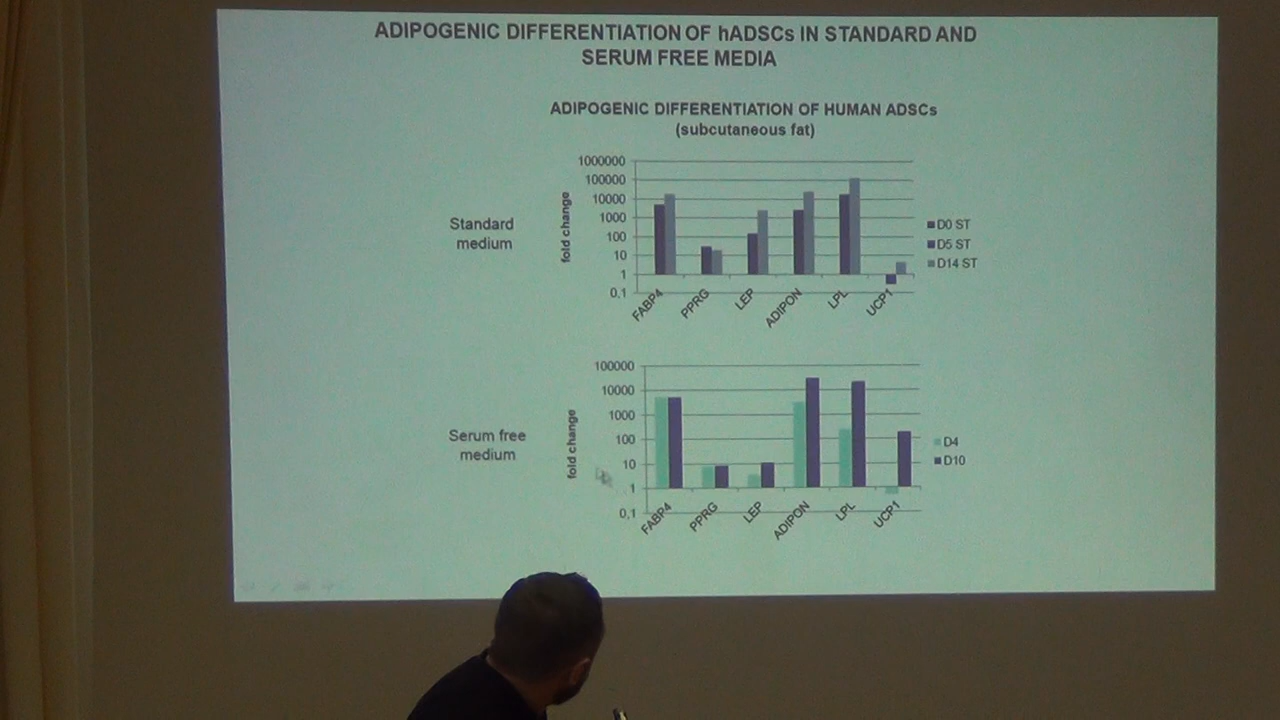 ADIPOGENIC DIFFERENTIATION OF hADSCs IN STANDARD AND
SERUM FREE MEDIA
ADIPOGENIC DIFFERENTIATION OF HUMAN ADSCs
(subcutaneous fat)
Standard
medium
fold change
1000000
100000
10000
1000
100
10
1
0,1
FABP4
PPRG
LEP
ADIPON
LPL
UCP1
D0 ST
D5 ST
D14 ST
Serum free
medium
fold change
100000
10000
1000
100
10
1
0,1
FABP4
PPRG
LEP
ADIPON
LPL
UCP1
D4
D10